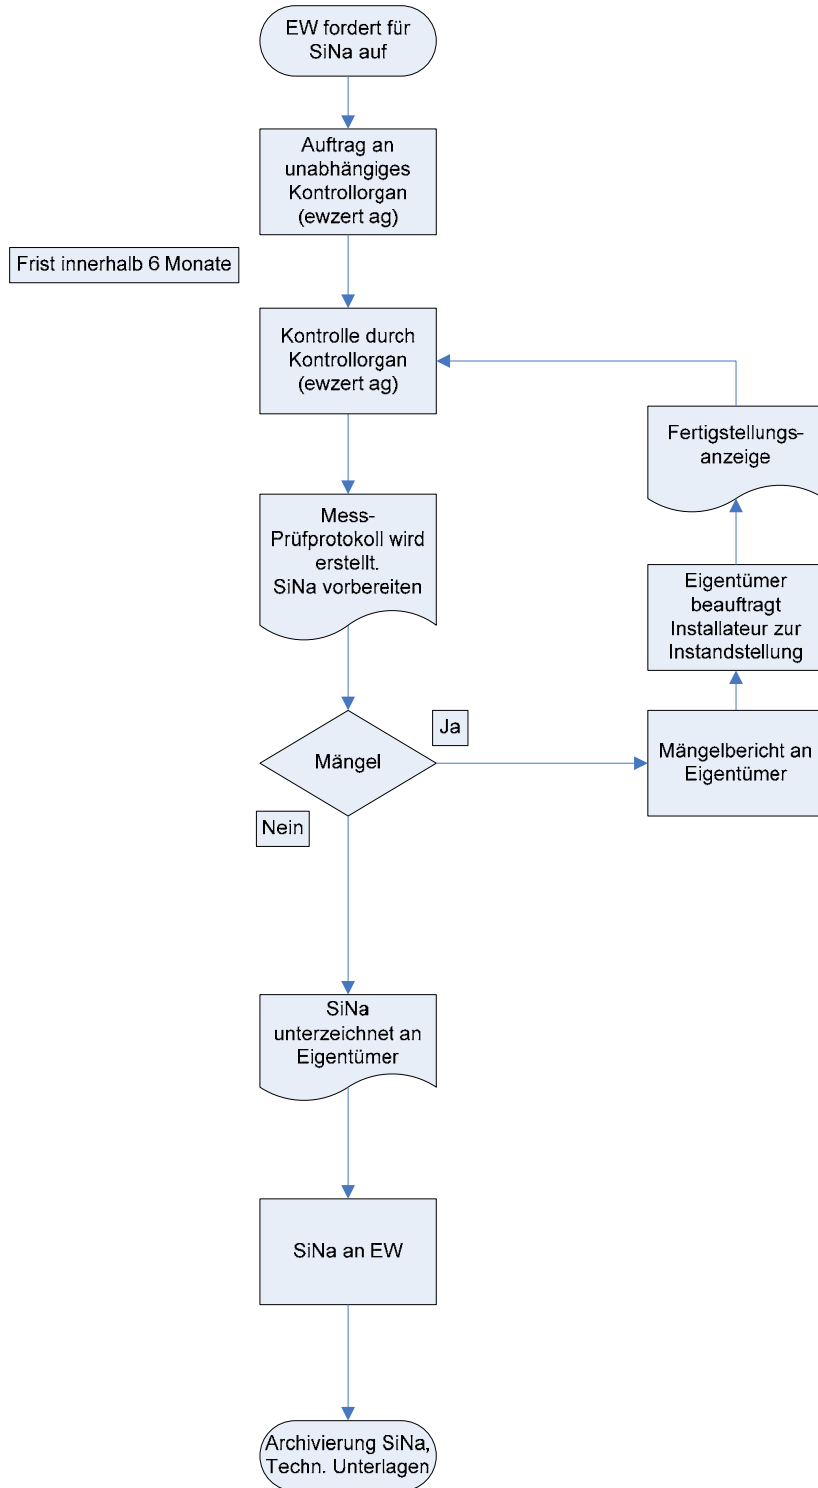 EW fordert für
SiNa auf
Auftrag an
unabhängiges
Kontrollorgan
(ewzert ag)
Frist innerhalb 6 Monate
Kontrolle durch
Kontrollorgan
(ewzert ag)
Fertigstellungs-
anzeige
Mess-
Prüfprotokoll wird
erstellt.
SiNa vorbereiten
Eigentümer
beauftragt
Installateur zur
Instandstellung
Ja
Mängel
Mängelbericht an
Eigentümer
Nein
SiNa
unterzeichnet an
Eigentümer
SiNa an EW
Archivierung SiNa,
Techn. Unterlagen